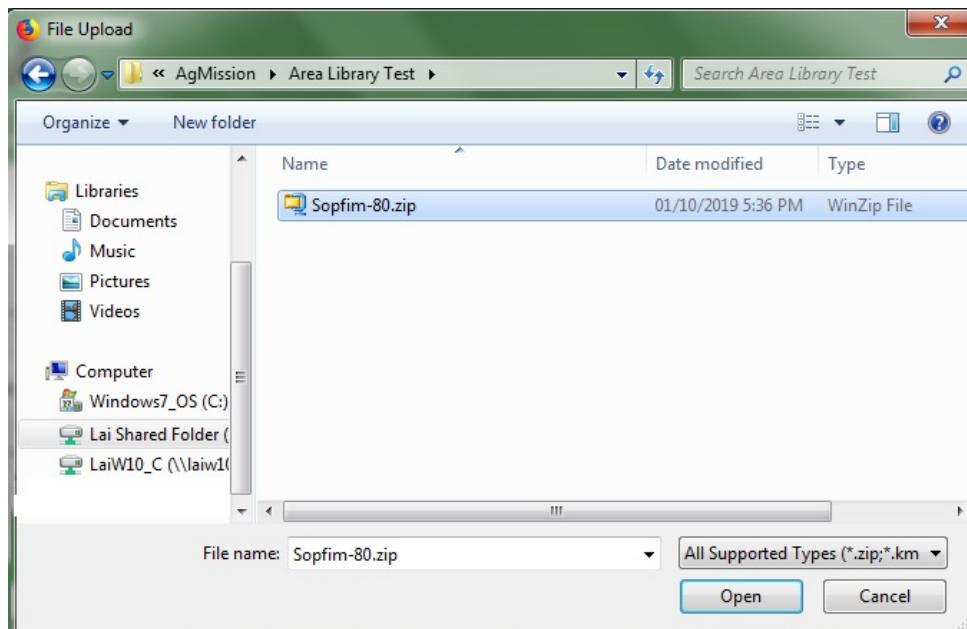 File Upload
« AgMission ▸ Area Library Test ▸
Search Area Library Test
Organize ▾ New folder
Name Date modified Type
Libraries
Documents
Music
Pictures
Videos
Computer
Windows7_OS (C:)
Lai Shared Folder (
LaiW10_C (\\laiw10
Sopfim-80.zip 01/10/2019 5:36 PM WinZip File
File name: Sopfim-80.zip
All Supported Types (*.zip;*.km
Open Cancel